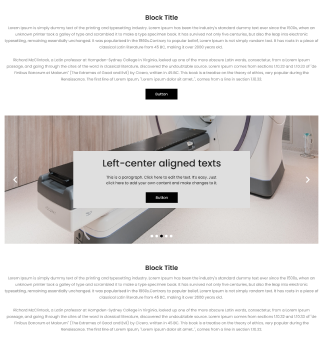 Block Title
Lorem Ipsum is simply dummy text of the printing and typesetting industry. Lorem Ipsum has been the industry's standard dummy text ever since the 1500s, when an
unknown printer took a galley of type and scrambled it to make a type specimen book. It has survived not only five centuries, but also the leap into electronic
typesetting, remaining essentially unchanged. It was popularised in the 1960s Contrary to popular belief, Lorem Ipsum is not simply random text. It has roots in a piece of
classical Latin literature from 45 BC, making it over 2000 years old.
Richard McClintock, a Latin professor at Hampden-Sydney College in Virginia, looked up one of the more obscure Latin words, consectetur, from a Lorem Ipsum
passage, and going through the cites of the word in classical literature, discovered the undoubtable source. Lorem Ipsum comes from sections 1.10.32 and 1.10.33 of "de
Finibus Bonorum et Malorum" (The Extremes of Good and Evil) by Cicero, written in 45 BC. This book is a treatise on the theory of ethics, very popular during the
Renaissance. The first line of Lorem Ipsum, "Lorem ipsum dolor sit amet..", comes from a line in section 1.10.32.
Button
Left-center aligned texts
This is a paragraph. Click here to edit the text. It's easy. Just
click here to add your own content and make changes to it.
Button
Block Title
Lorem Ipsum is simply dummy text of the printing and typesetting industry. Lorem Ipsum has been the industry's standard dummy text ever since the 1500s, when an
unknown printer took a galley of type and scrambled it to make a type specimen book. It has survived not only five centuries, but also the leap into electronic
typesetting, remaining essentially unchanged. It was popularised in the 1960s Contrary to popular belief, Lorem Ipsum is not simply random text. It has roots in a piece of
classical Latin literature from 45 BC, making it over 2000 years old.
Richard McClintock, a Latin professor at Hampden-Sydney College in Virginia, looked up one of the more obscure Latin words, consectetur, from a Lorem Ipsum
passage, and going through the cites of the word in classical literature, discovered the undoubtable source. Lorem Ipsum comes from sections 1.10.32 and 1.10.33 of "de
Finibus Bonorum et Malorum" (The Extremes of Good and Evil) by Cicero, written in 45 BC. This book is a treatise on the theory of ethics, very popular during the
Renaissance. The first line of Lorem Ipsum, "Lorem ipsum dolor sit amet..", comes from a line in section 1.10.32.